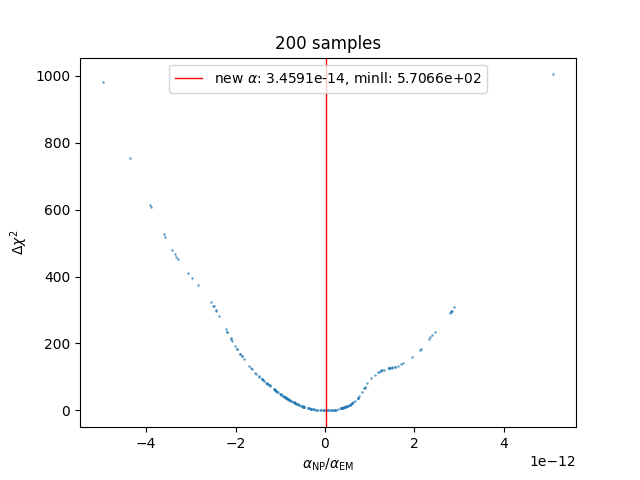 200 samples
new α: 3.4591e-14, minll: 5.7066e+02
1000
800
600
400
200
0
Δχ²
−4
−2
0
2
4
1e−12
α_NP/α_EM